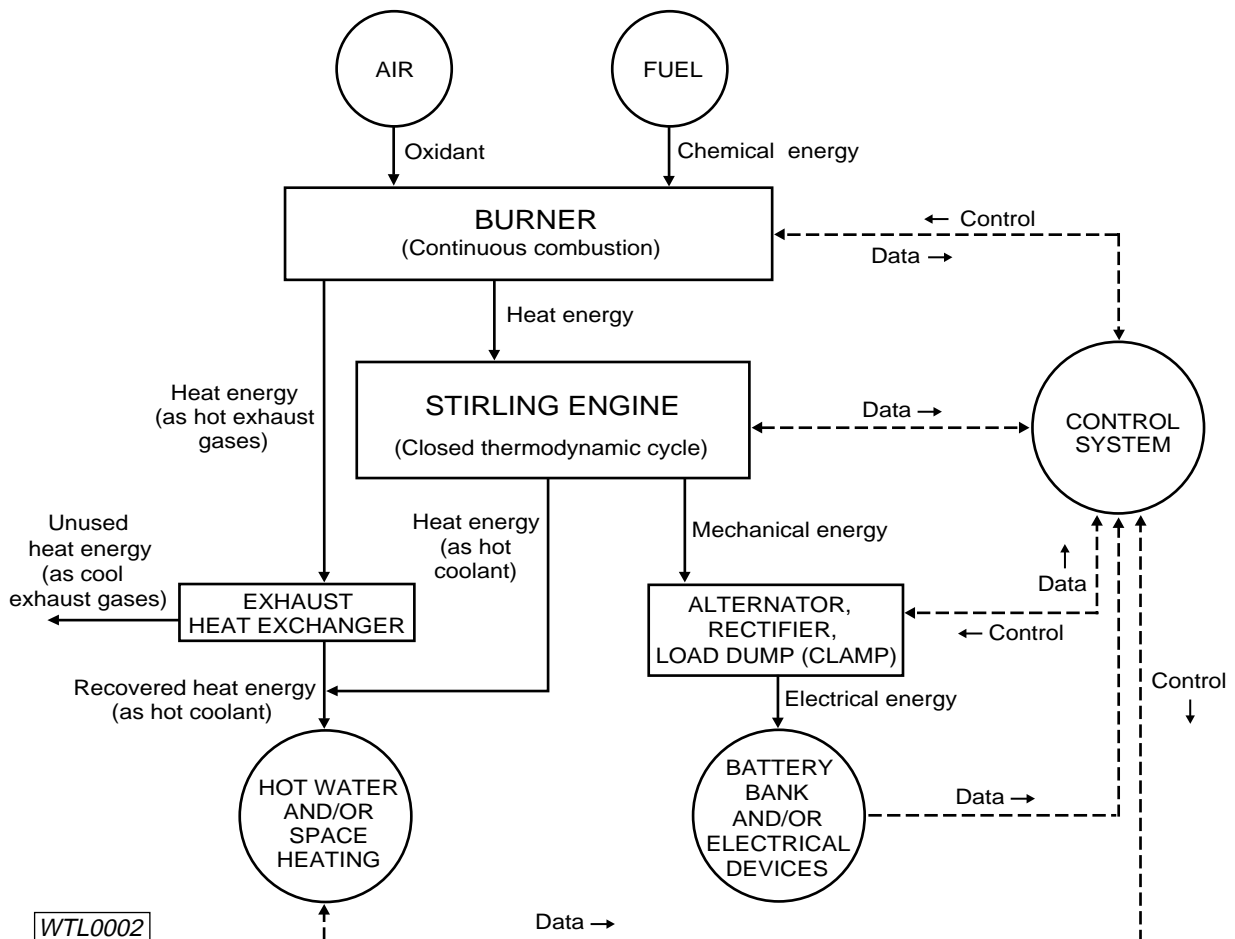 AIR
FUEL
Oxidant
Chemical energy
BURNER
(Continuous combustion)
← Control
Data →
Heat energy
Heat energy
(as hot exhaust
gases)
STIRLING ENGINE
(Closed thermodynamic cycle)
Data →
CONTROL
SYSTEM
Unused
heat energy
(as cool
exhaust gases)
Heat energy
(as hot
coolant)
Mechanical energy
↑
Data
EXHAUST
HEAT EXCHANGER
ALTERNATOR,
RECTIFIER,
LOAD DUMP (CLAMP)
← Control
Recovered heat energy
(as hot coolant)
Electrical energy
Control
↓
HOT WATER
AND/OR
SPACE
HEATING
BATTERY
BANK
AND/OR
ELECTRICAL
DEVICES
Data →
WTL0002
Data →